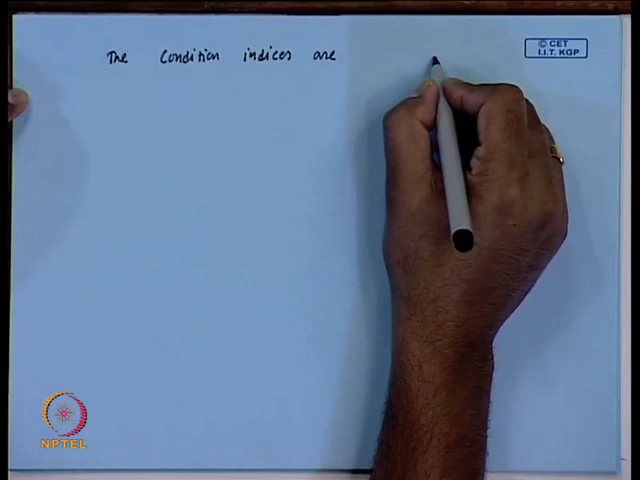 The Condition indices are
© CET
I.I.T. KGP
NPTEL